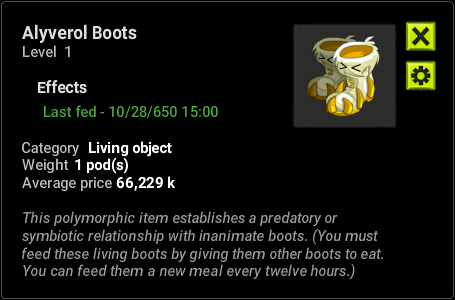 Alyverol Boots
Level 1
Effects
Last fed - 10/28/650 15:00
Category Living object
Weight 1 pod(s)
Average price 66,229 k
This polymorphic item establishes a predatory or
symbiotic relationship with inanimate boots. (You must
feed these living boots by giving them other boots to eat.
You can feed them a new meal every twelve hours.)